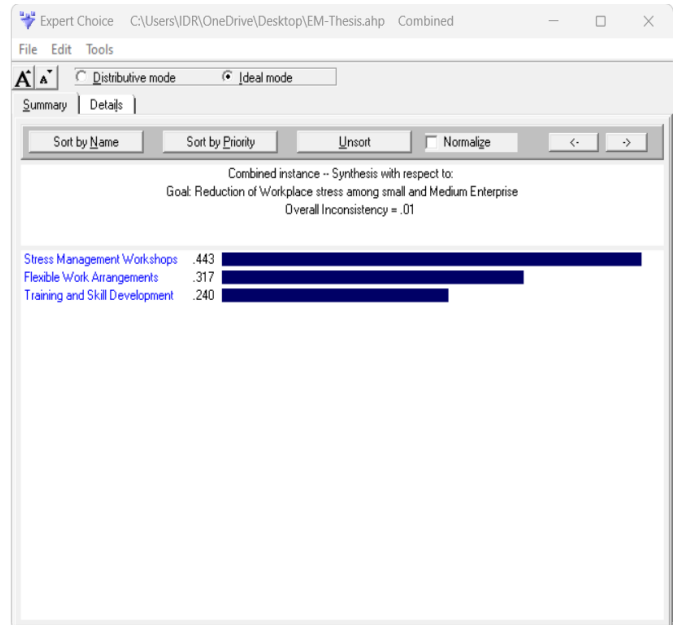 Expert Choice C:\Users\IDR\OneDrive\Desktop\EM-Thesis.ahp Combined
File Edit Tools
A A Distributive mode Ideal mode
Summary Details
Sort by Name Sort by Priority Unsort Normalize <- ->
Combined instance -- Synthesis with respect to:
Goal: Reduction of Workplace stress among small and Medium Enterprise
Overall Inconsistency = .01
Stress Management Workshops .443
Flexible Work Arrangements .317
Training and Skill Development .240